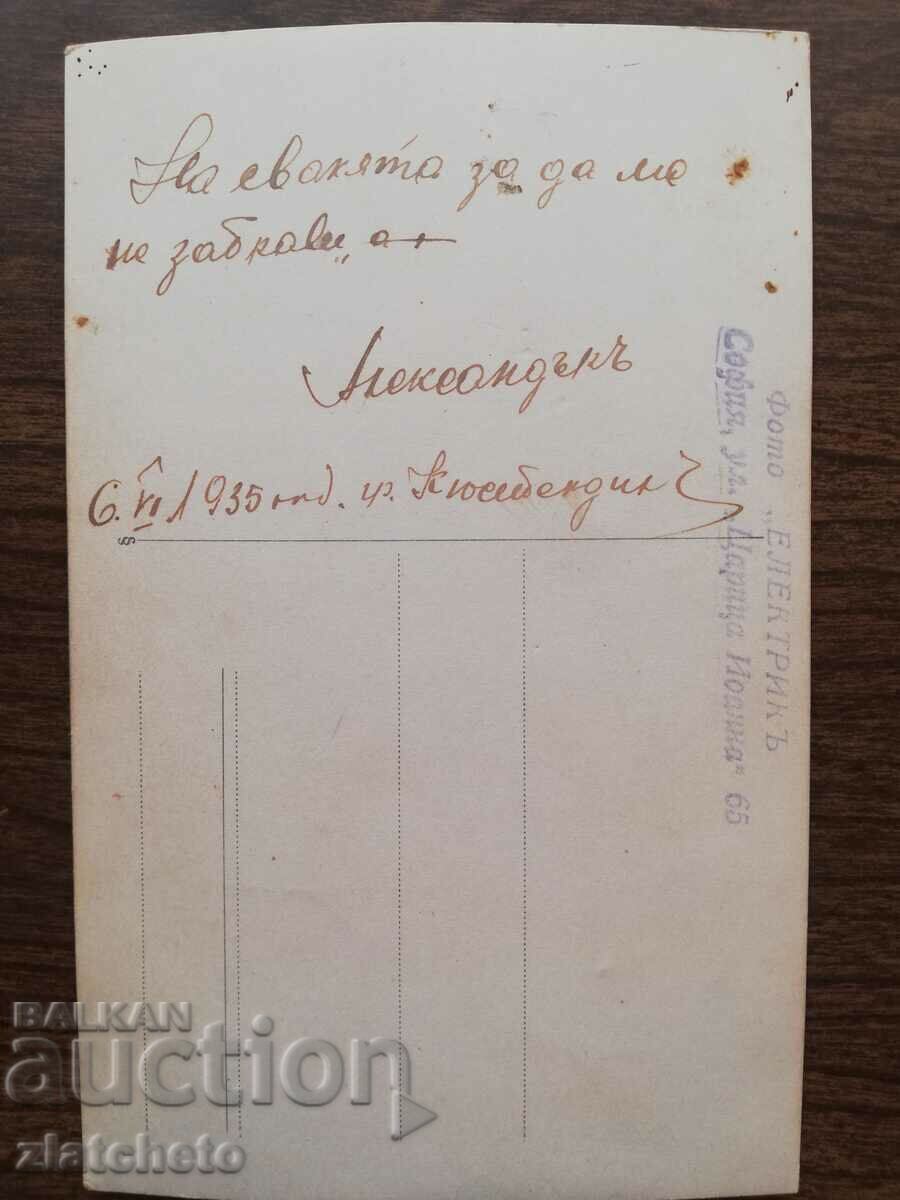 На свакята за да ме
не забрави
Александъръ
6. VI 1935 год. гр. Кюстендилъ
Фото „ЕЛЕКТРИКЪ
София, ул. „Царица Иоанна“ 65
BALKAN
auction
zlatcheto